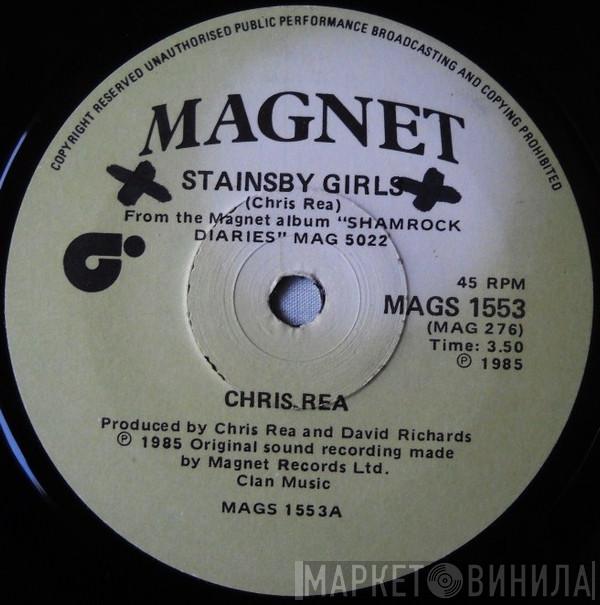 COPYRIGHT RESERVED UNAUTHORISED PUBLIC PERFORMANCE BROADCASTING AND COPYING PROHIBITED
MAGNET
STAINSBY GIRLS
(Chris Rea)
From the Magnet album "SHAMROCK
DIARIES" MAG 5022
45 RPM
MAGS 1553
(MAG 276)
Time: 3.50
℗ 1985
CHRIS REA
Produced by Chris Rea and David Richards
℗ 1985 Original sound recording made
by Magnet Records Ltd.
Clan Music
MAGS 1553A
МАРКЕТ ВИНИЛА